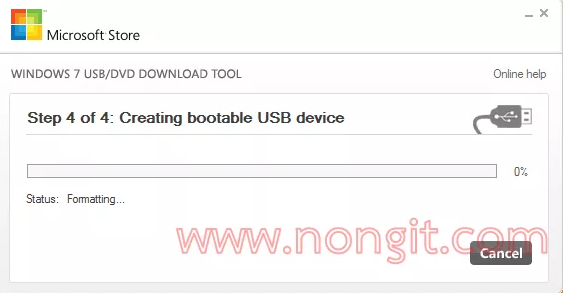 Microsoft Store
WINDOWS 7 USB/DVD DOWNLOAD TOOL Online help
Step 4 of 4: Creating bootable USB device
0%
Status: Formatting...
www.nongit.com
Cancel